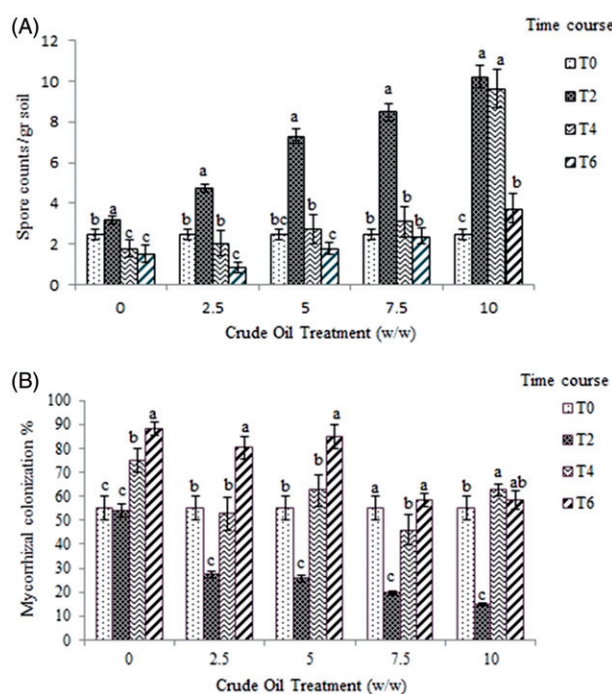 (A)
Time course
12
10
8
6
4
2
0
Spore counts/gr soil
b a c c
b a b c
bc a b c
b a b b
c a a b
T0
T2
T4
T6
0 2.5 5 7.5 10
Crude Oil Treatment (w/w)
(B)
Time course
100
90
80
70
60
50
40
30
20
10
0
Mycorrhizal colonization %
c c b a
b c b a
b c b a
a c b a
b c a ab
T0
T2
T4
T6
0 2.5 5 7.5 10
Crude Oil Treatment (w/w)